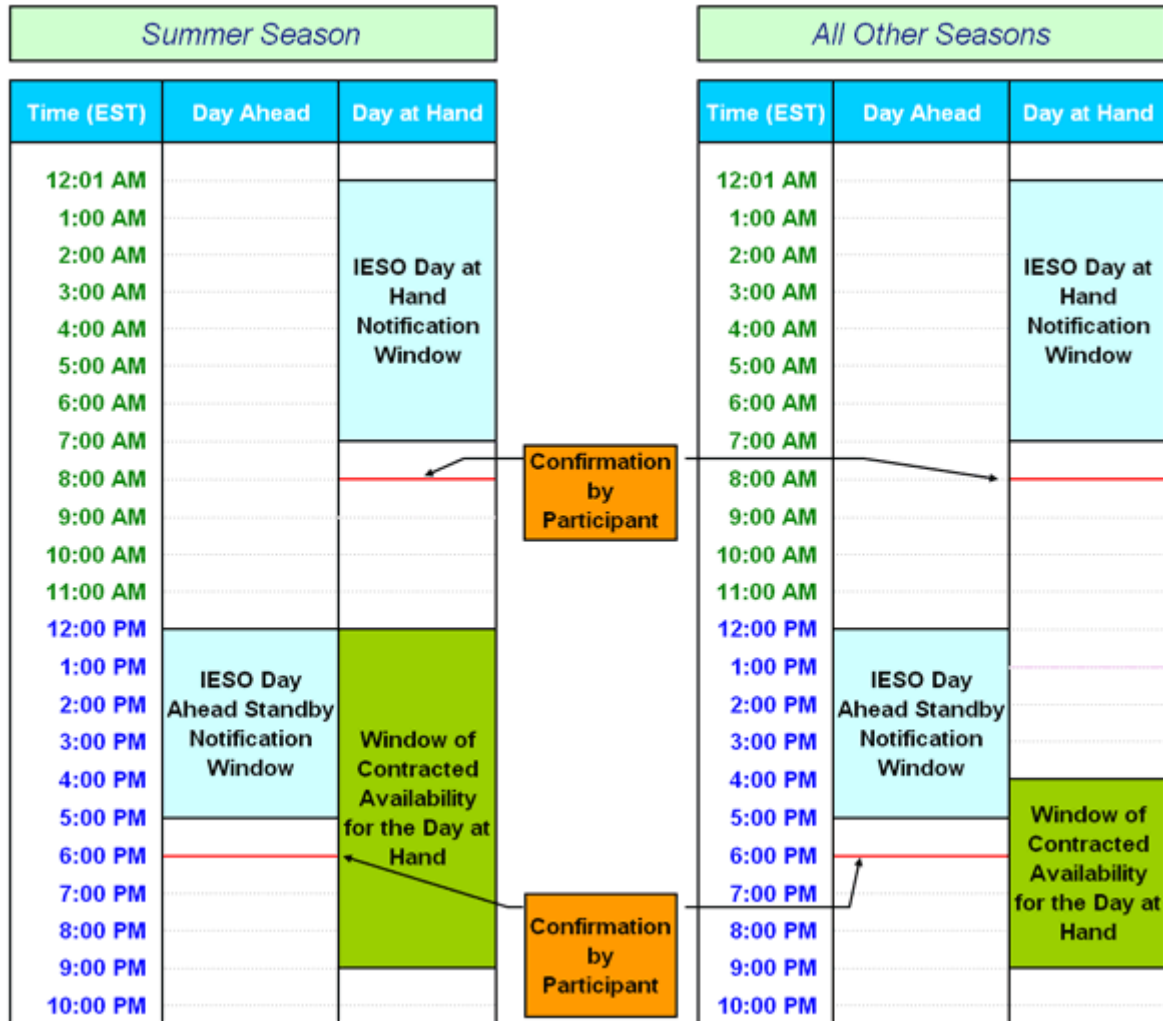 Summer Season
All Other Seasons
Time (EST) Day Ahead Day at Hand
Time (EST) Day Ahead Day at Hand
12:01 AM
1:00 AM
2:00 AM
3:00 AM
4:00 AM
5:00 AM
6:00 AM
7:00 AM
8:00 AM
9:00 AM
10:00 AM
11:00 AM
12:00 PM
1:00 PM
2:00 PM
3:00 PM
4:00 PM
5:00 PM
6:00 PM
7:00 PM
8:00 PM
9:00 PM
10:00 PM
IESO Day
Ahead Standby
Notification
Window
IESO Day at
Hand
Notification
Window
Window of
Contracted
Availability
for the Day at
Hand
Confirmation
by
Participant
Confirmation
by
Participant
12:01 AM
1:00 AM
2:00 AM
3:00 AM
4:00 AM
5:00 AM
6:00 AM
7:00 AM
8:00 AM
9:00 AM
10:00 AM
11:00 AM
12:00 PM
1:00 PM
2:00 PM
3:00 PM
4:00 PM
5:00 PM
6:00 PM
7:00 PM
8:00 PM
9:00 PM
10:00 PM
IESO Day
Ahead Standby
Notification
Window
IESO Day at
Hand
Notification
Window
Window of
Contracted
Availability
for the Day at
Hand